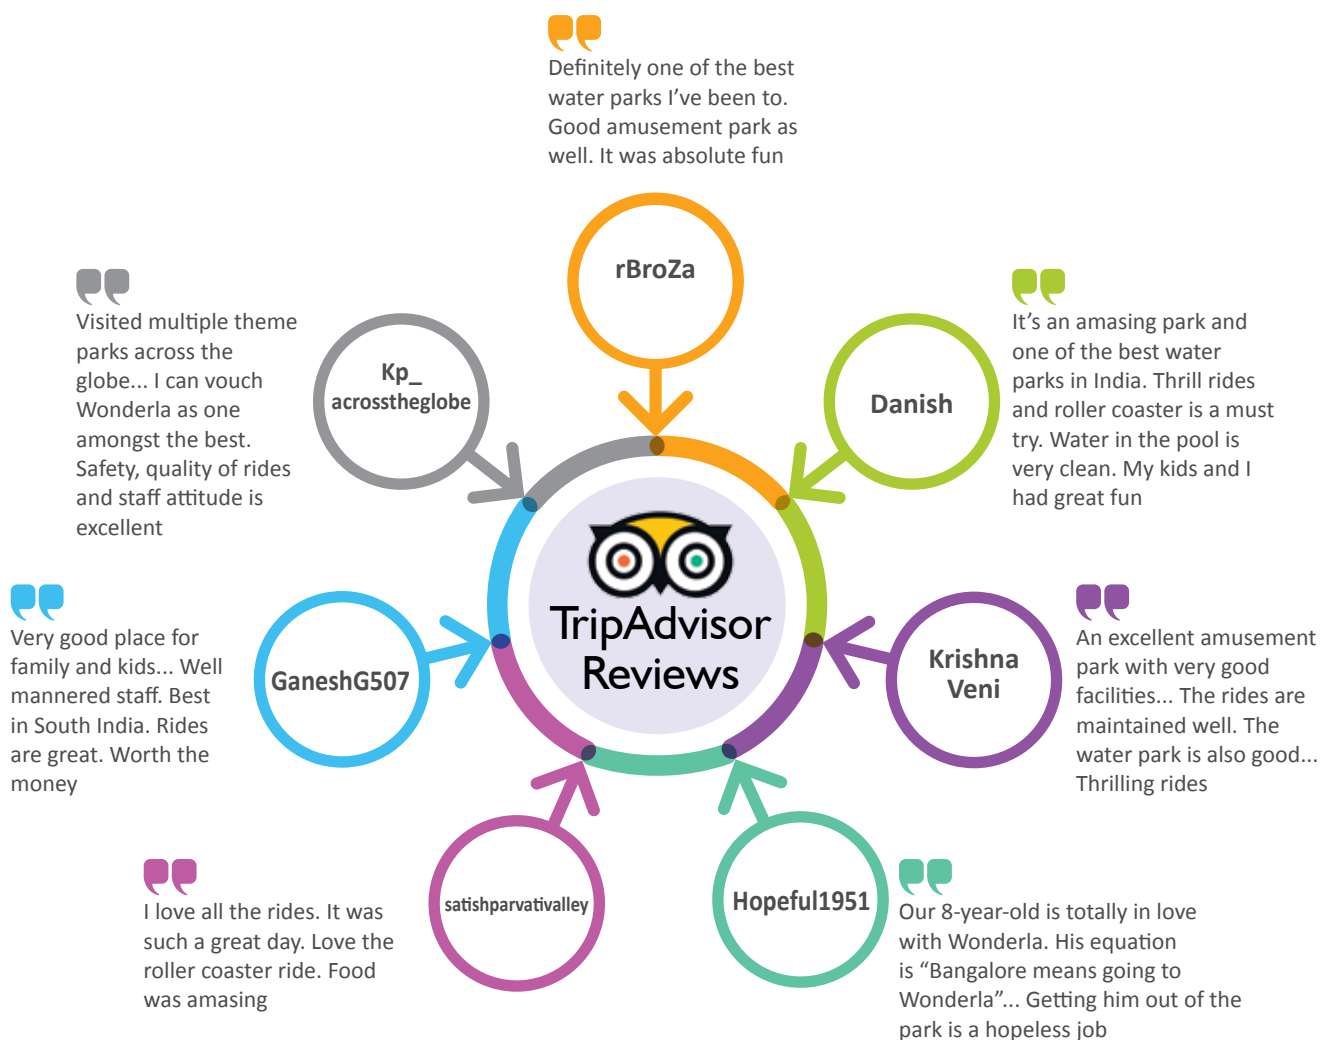 Definitely one of the best
water parks I’ve been to.
Good amusement park as
well. It was absolute fun
rBroZa
Visited multiple theme
parks across the
globe... I can vouch
Wonderla as one
amongst the best.
Safety, quality of rides
and staff attitude is
excellent
Kp_
acrosstheglobe
Danish
It’s an amasing park and
one of the best water
parks in India. Thrill rides
and roller coaster is a must
try. Water in the pool is
very clean. My kids and I
had great fun
TripAdvisor
Reviews
Very good place for
family and kids... Well
mannered staff. Best
in South India. Rides
are great. Worth the
money
GaneshG507
Krishna
Veni
An excellent amusement
park with very good
facilities... The rides are
maintained well. The
water park is also good...
Thrilling rides
I love all the rides. It was
such a great day. Love the
roller coaster ride. Food
was amasing
satishparvativalley
Hopeful1951
Our 8-year-old is totally in love
with Wonderla. His equation
is “Bangalore means going to
Wonderla”... Getting him out of the
park is a hopeless job